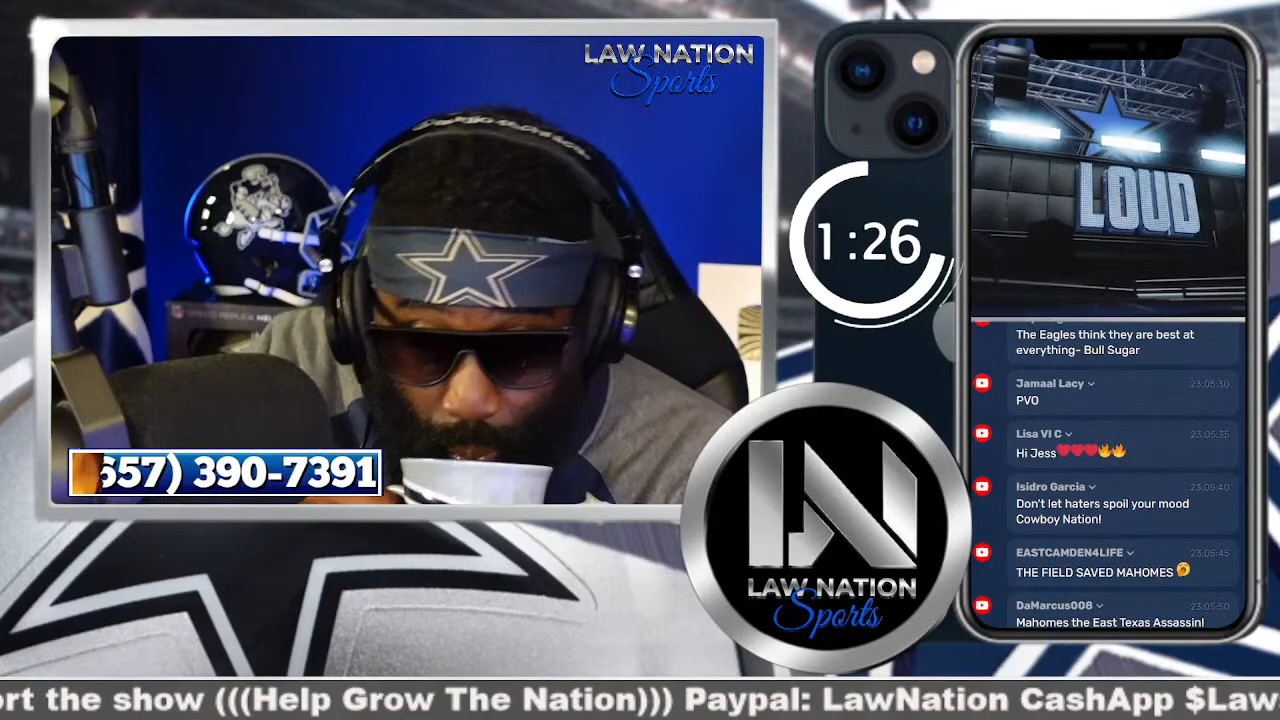 LAW NATION
Sports
657) 390-7391
1:26
LOUD
The Eagles think they are best at
everything- Bull Sugar
Jamaal Lacy 23:05:30
PVO
Lisa VI C 23:05:35
Hi Jess❤️❤️❤️🔥🔥
Isidro Garcia 23:05:40
Don't let haters spoil your mood
Cowboy Nation!
EASTCAMDEN4LIFE 23:05:45
THE FIELD SAVED MAHOMES 🥱
DaMarcus008 23:05:50
Mahomes the East Texas Assassin!
LAW NATION
Sports
ort the show (((Help Grow The Nation))) Paypal: LawNation CashApp $Law